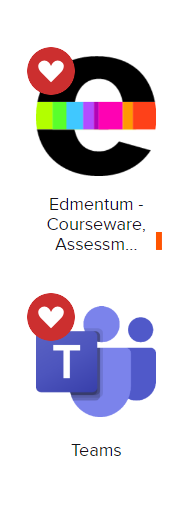 e
Edmentum -
Courseware,
Assessm...
T
Teams